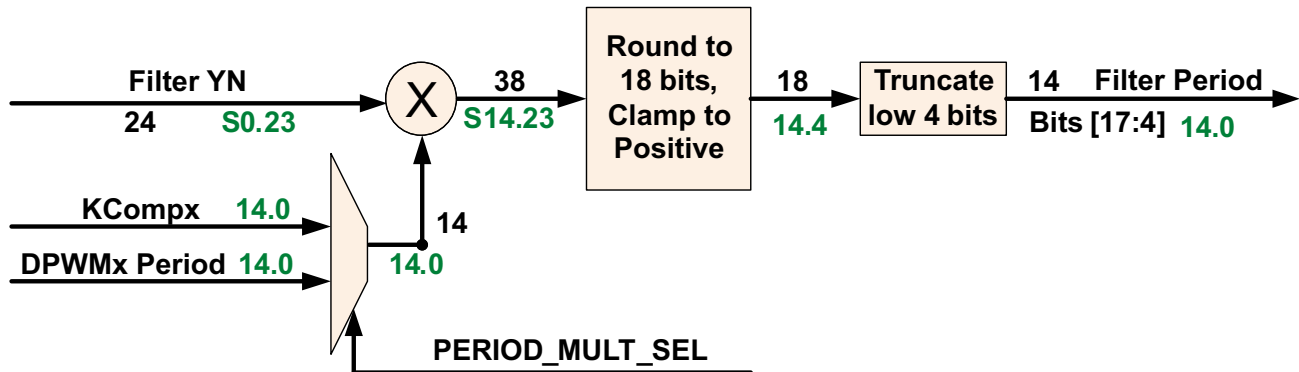 Filter YN
24 S0.23
X
38
S14.23
Round to
18 bits,
Clamp to
Positive
18
14.4
Truncate
low 4 bits
14 Filter Period
Bits [17:4] 14.0
KCompx 14.0
DPWMx Period 14.0
14
14.0
PERIOD_MULT_SEL